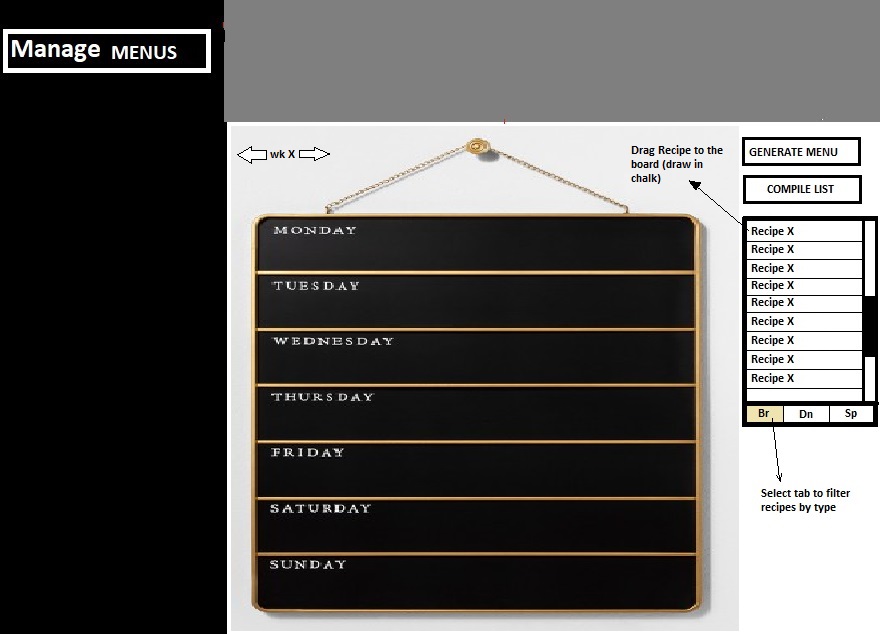 Manage MENUS
wk X
Drag Recipe to the
board (draw in
chalk)
GENERATE MENU
COMPILE LIST
MONDAY
TUESDAY
WEDNESDAY
THURSDAY
FRIDAY
SATURDAY
SUNDAY
Recipe X
Recipe X
Recipe X
Recipe X
Recipe X
Recipe X
Recipe X
Recipe X
Recipe X
Br Dn Sp
Select tab to filter
recipes by type